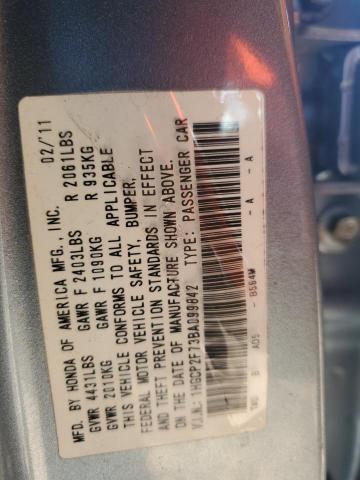 MFD. BY HONDA OF AMERICA MFG., INC. 02/11
GVWR 4431LBS GAWR F 2403LBS R 2061LBS
GVWR 2010KG GAWR F 1090KG R 935KG
THIS VEHICLE CONFORMS TO ALL APPLICABLE
FEDERAL MOTOR VEHICLE SAFETY, BUMPER,
AND THEFT PREVENTION STANDARDS IN EFFECT
ON THE DATE OF MANUFACTURE SHOWN ABOVE.
V.I.N.: 1HGCP2F73BA099842 TYPE: PASSENGER CAR
B A05 - B564M - A - A